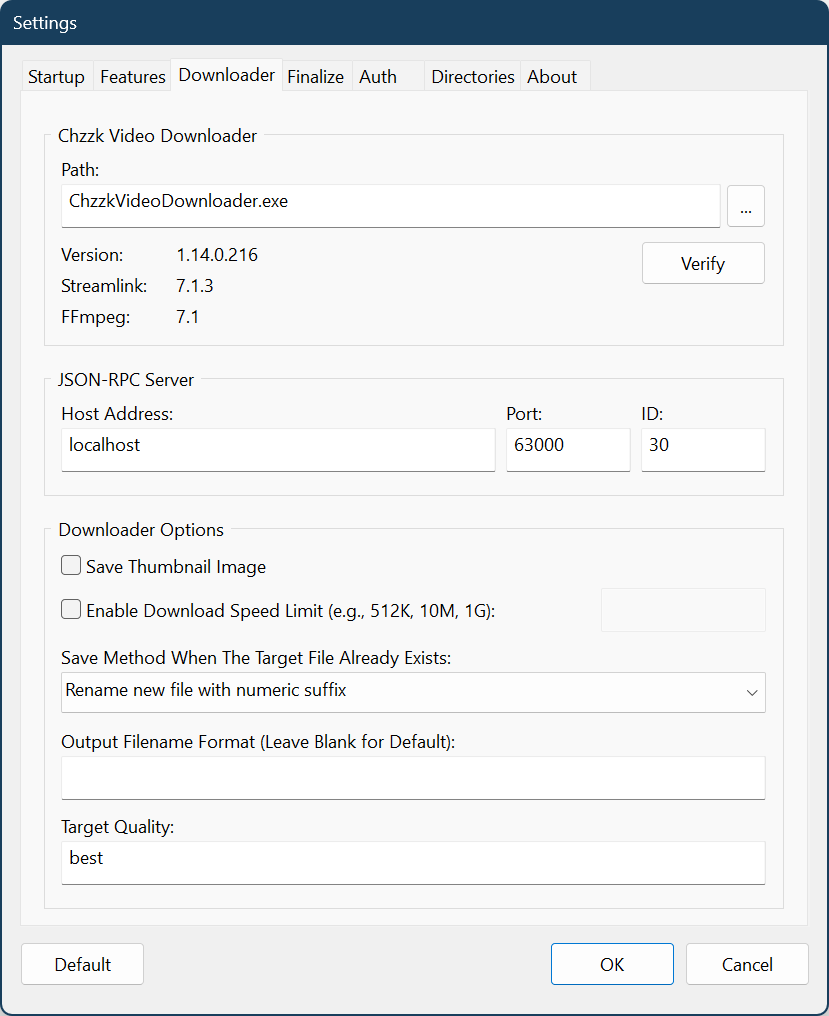 Settings
Startup Features Downloader Finalize Auth Directories About
Chzzk Video Downloader
Path:
ChzzkVideoDownloader.exe ...
Version: 1.14.0.216 Verify
Streamlink: 7.1.3
FFmpeg: 7.1
JSON-RPC Server
Host Address: Port: ID:
localhost 63000 30
Downloader Options
Save Thumbnail Image
Enable Download Speed Limit (e.g., 512K, 10M, 1G):
Save Method When The Target File Already Exists:
Rename new file with numeric suffix
Output Filename Format (Leave Blank for Default):
Target Quality:
best
Default OK Cancel